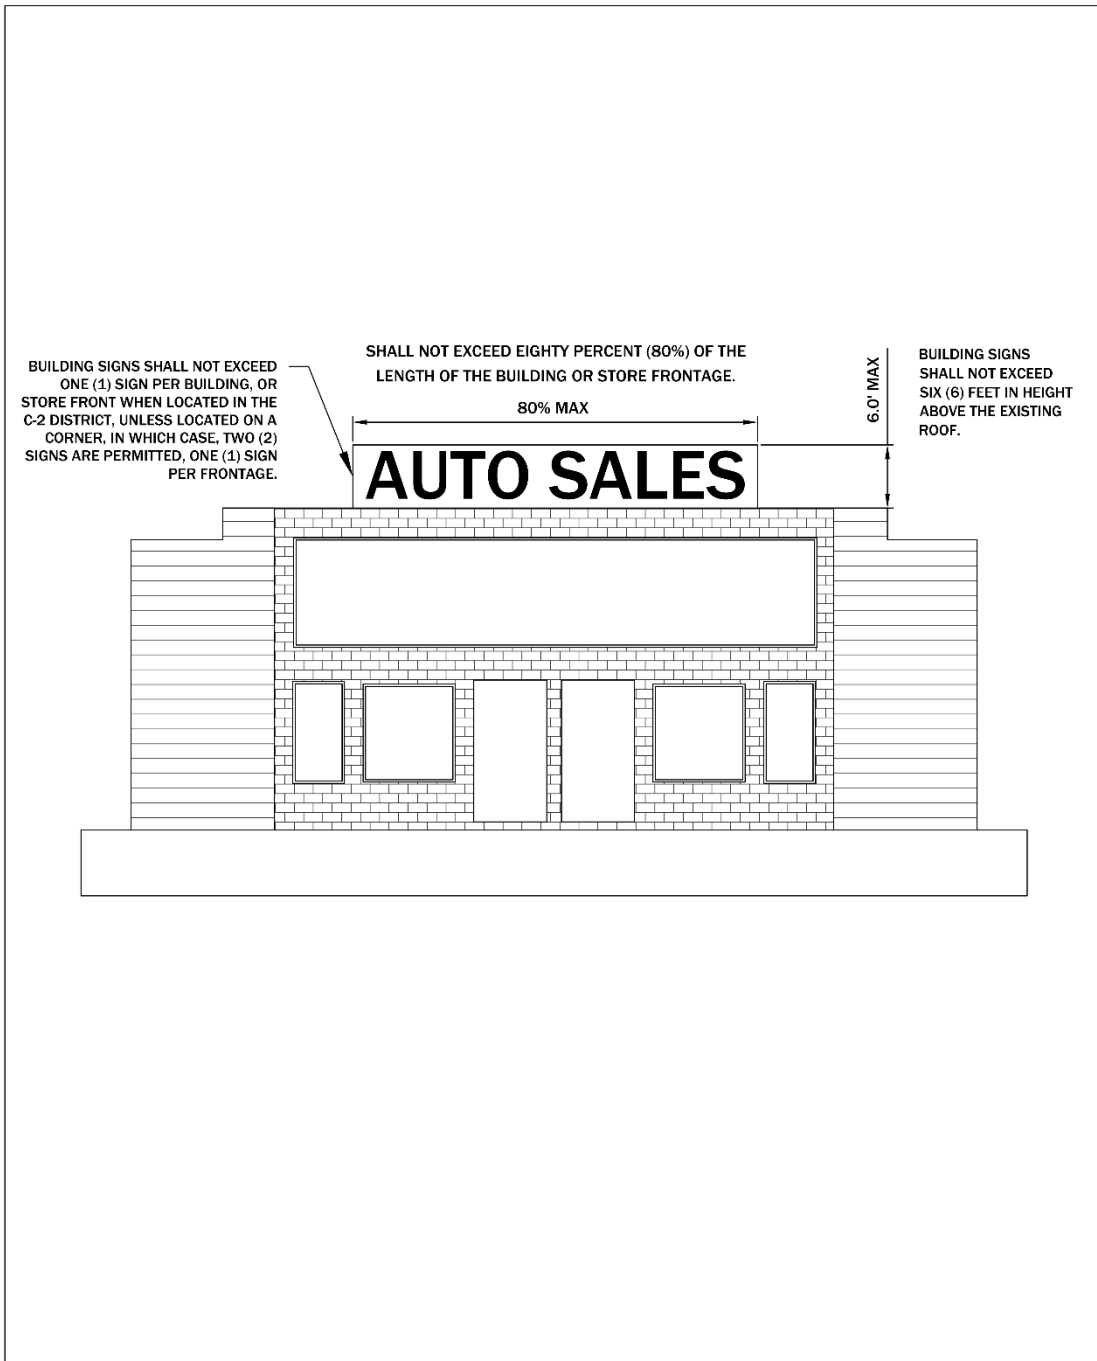 BUILDING SIGNS SHALL NOT EXCEED
ONE (1) SIGN PER BUILDING, OR
STORE FRONT WHEN LOCATED IN THE
C-2 DISTRICT, UNLESS LOCATED ON A
CORNER, IN WHICH CASE, TWO (2)
SIGNS ARE PERMITTED, ONE (1) SIGN
PER FRONTAGE.
SHALL NOT EXCEED EIGHTY PERCENT (80%) OF THE
LENGTH OF THE BUILDING OR STORE FRONTAGE.
80% MAX
6.0' MAX
BUILDING SIGNS
SHALL NOT EXCEED
SIX (6) FEET IN HEIGHT
ABOVE THE EXISTING
ROOF.
AUTO SALES